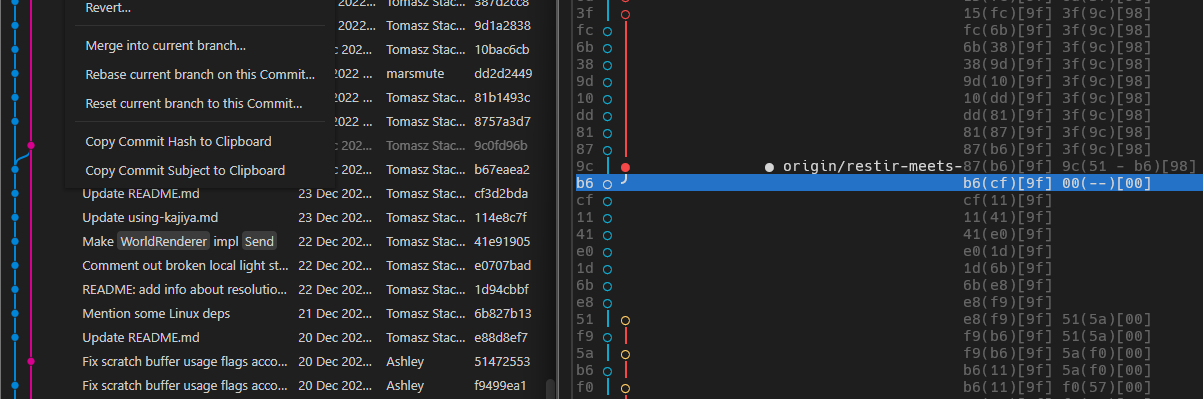 Revert...
Merge into current branch...
Rebase current branch on this Commit...
Reset current branch to this Commit...
Copy Commit Hash to Clipboard
Copy Commit Subject to Clipboard
Tomasz Stac... 387d2cc8
2022 ... Tomasz Stac... 9d1a2838
2022 ... Tomasz Stac... 10bac6cb
2022 ... marsmute dd2d2449
2022 ... Tomasz Stac... 81b1493c
2022 ... Tomasz Stac... 8757a3d7
2022 ... Tomasz Stac... 9c0fd96b
2022 ... Tomasz Stac... b67eaea2
Update README.md 23 Dec 202... Tomasz Stac... cf3d2bda
Update using-kajiya.md 23 Dec 202... Tomasz Stac... 114e8c7f
Make WorldRenderer impl Send 22 Dec 202... Tomasz Stac... 41e91905
Comment out broken local light st... 22 Dec 202... Tomasz Stac... e0707bad
README: add info about resolutio... 22 Dec 202... Tomasz Stac... 1d94cbbf
Mention some Linux deps 21 Dec 202... Tomasz Stac... 6b827b13
Update README.md 20 Dec 202... Tomasz Stac... e88d8ef7
Fix scratch buffer usage flags acco... 20 Dec 202... Ashley 51472553
Fix scratch buffer usage flags acco... 20 Dec 202... Ashley f9499ea1
3f 15(fc)[9f] 3f(9c)[98]
fc fc(6b)[9f] 3f(9c)[98]
6b 6b(38)[9f] 3f(9c)[98]
38 38(9d)[9f] 3f(9c)[98]
9d 9d(10)[9f] 3f(9c)[98]
10 10(dd)[9f] 3f(9c)[98]
dd dd(81)[9f] 3f(9c)[98]
81 81(87)[9f] 3f(9c)[98]
87 87(b6)[9f] 3f(9c)[98]
9c origin/restir-meets-87(b6)[9f] 9c(51 - b6)[98]
b6 b6(cf)[9f] 00(--)[00]
cf cf(11)[9f]
11 11(41)[9f]
41 41(e0)[9f]
e0 e0(1d)[9f]
1d 1d(6b)[9f]
6b 6b(e8)[9f]
e8 e8(f9)[9f]
51 e8(f9)[9f] 51(5a)[00]
f9 f9(b6)[9f] 51(5a)[00]
5a f9(b6)[9f] 5a(f0)[00]
b6 b6(11)[9f] 5a(f0)[00]
f0 b6(11)[9f] f0(57)[00]